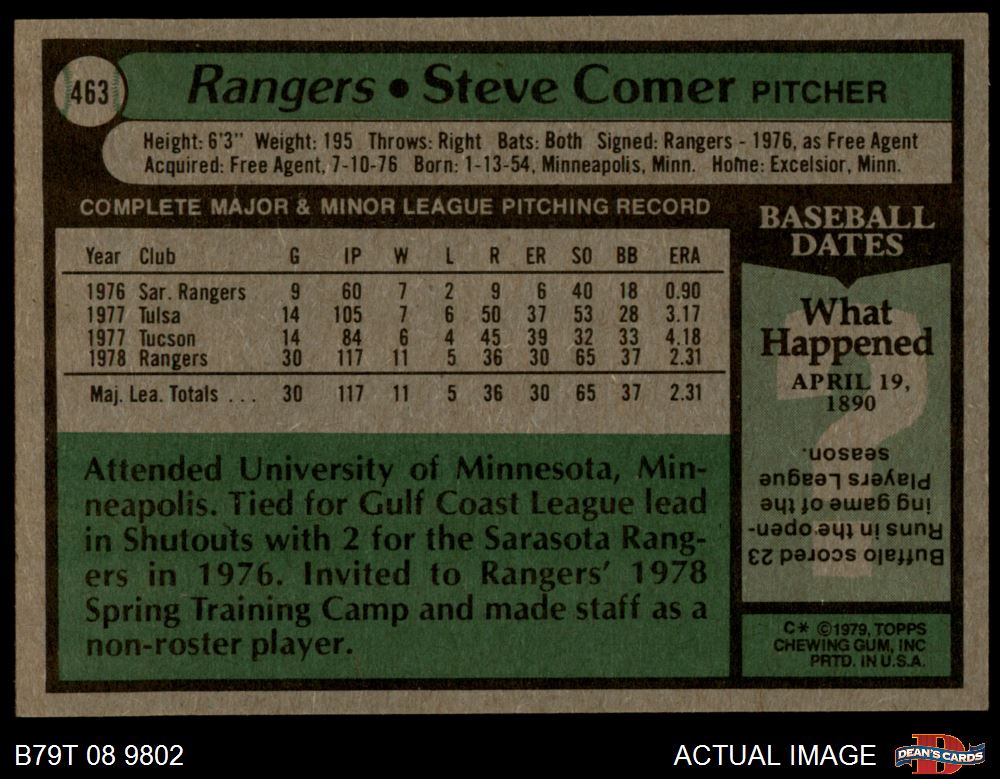 463
Rangers • Steve Comer PITCHER
Height: 6'3" Weight: 195 Throws: Right Bats: Both Signed: Rangers - 1976, as Free Agent
Acquired: Free Agent, 7-10-76 Born: 1-13-54, Minneapolis, Minn. Home: Excelsior, Minn.
COMPLETE MAJOR & MINOR LEAGUE PITCHING RECORD
Year Club G IP W L R ER SO BB ERA
1976 Sar. Rangers 9 60 7 2 9 6 40 18 0.90
1977 Tulsa 14 105 7 6 50 37 53 28 3.17
1977 Tucson 14 84 6 4 45 39 32 33 4.18
1978 Rangers 30 117 11 5 36 30 65 37 2.31
Maj. Lea. Totals . . . 30 117 11 5 36 30 65 37 2.31
Attended University of Minnesota, Min-
neapolis. Tied for Gulf Coast League lead
in Shutouts with 2 for the Sarasota Rang-
ers in 1976. Invited to Rangers' 1978
Spring Training Camp and made staff as a
non-roster player.
BASEBALL
DATES
What
Happened
APRIL 19,
1890
Buffalo scored 23
Runs in the open-
ing game of the
Players League
season.
C* ©1979, TOPPS
CHEWING GUM, INC
PRTD. IN U.S.A.
B79T 08 9802
ACTUAL IMAGE
DEAN'S CARDS